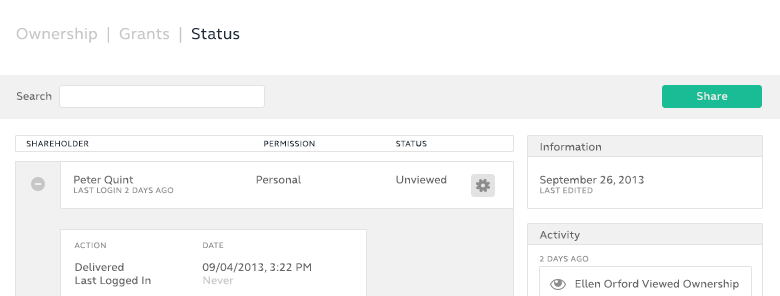 Ownership | Grants | Status
Search
Share
SHAREHOLDER PERMISSION STATUS
Peter Quint Personal Unviewed
LAST LOGIN 2 DAYS AGO
ACTION DATE
Delivered 09/04/2013, 3:22 PM
Last Logged In Never
Information
September 26, 2013
LAST EDITED
Activity
2 DAYS AGO
Ellen Orford Viewed Ownership